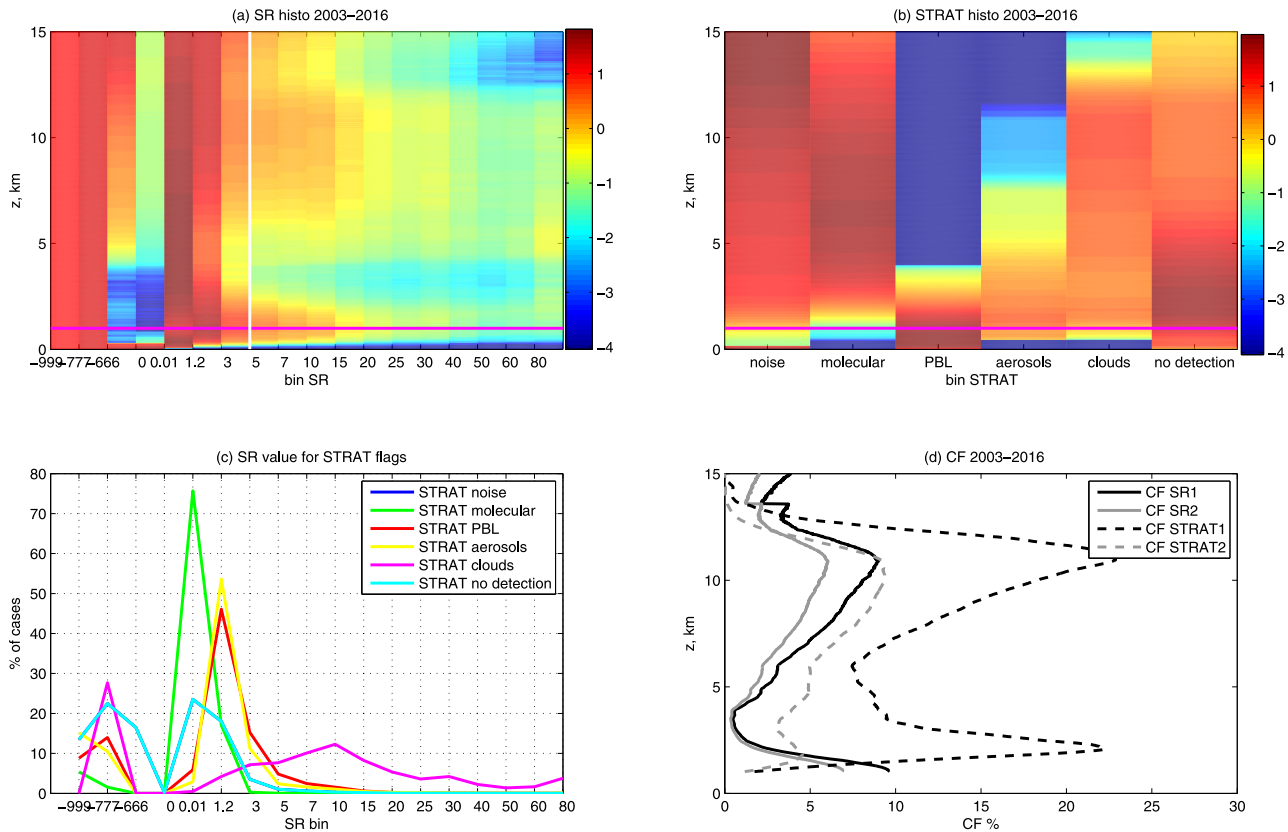 (a) SR histo 2003−2016
15
10
5
0
z, km
−999 −777 −666 0 0.01 1.2 3 5 7 10 15 20 25 30 40 50 60 80
bin SR
1
0
−1
−2
−3
−4
(b) STRAT histo 2003−2016
15
10
5
0
z, km
noise molecular PBL aerosols clouds no detection
bin STRAT
1
0
−1
−2
−3
−4
(c) SR value for STRAT flags
80
70
60
50
40
30
20
10
0
% of cases
STRAT noise
STRAT molecular
STRAT PBL
STRAT aerosols
STRAT clouds
STRAT no detection
−999 −777 −666 0 0.01 1.2 3 5 7 10 15 20 25 30 40 50 60 80
SR bin
(d) CF 2003−2016
15
10
5
0
z, km
CF SR1
CF SR2
CF STRAT1
CF STRAT2
0 5 10 15 20 25 30
CF %